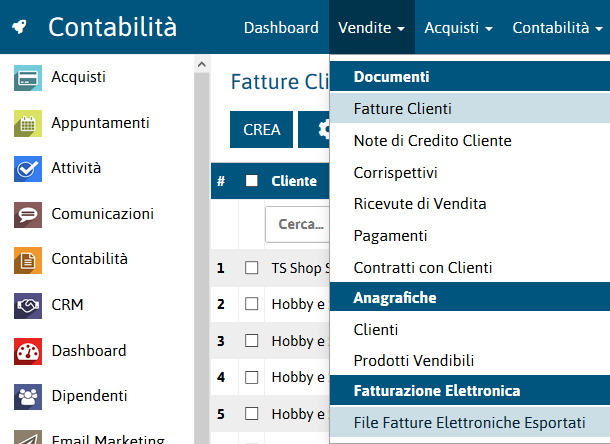 Contabilità
Dashboard Vendite Acquisti Contabilità
Acquisti
Appuntamenti
Attività
Comunicazioni
Contabilità
CRM
Dashboard
Dipendenti
Email Marketing
Fatture Cli
CREA
# Cliente
Cerca...
1 TS Shop S
2 Hobby e
3 Hobby e
4 Hobby e
5 Hobby e
Documenti
Fatture Clienti
Note di Credito Cliente
Corrispettivi
Ricevute di Vendita
Pagamenti
Contratti con Clienti
Anagrafiche
Clienti
Prodotti Vendibili
Fatturazione Elettronica
File Fatture Elettroniche Esportati